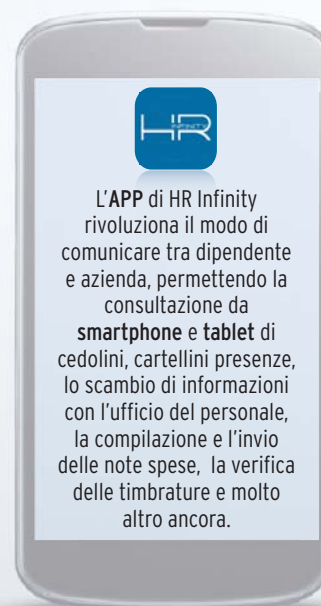 HR
INFINITY
L'APP di HR Infinity
rivoluziona il modo di
comunicare tra dipendente
e azienda, permettendo la
consultazione da
smartphone e tablet di
cedolini, cartellini presenze,
lo scambio di informazioni
con l'ufficio del personale,
la compilazione e l'invio
delle note spese, la verifica
delle timbrature e molto
altro ancora.